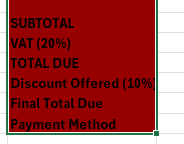 SUBTOTAL
VAT (20%)
TOTAL DUE
Discount Offered (10%)
Final Total Due
Payment Method